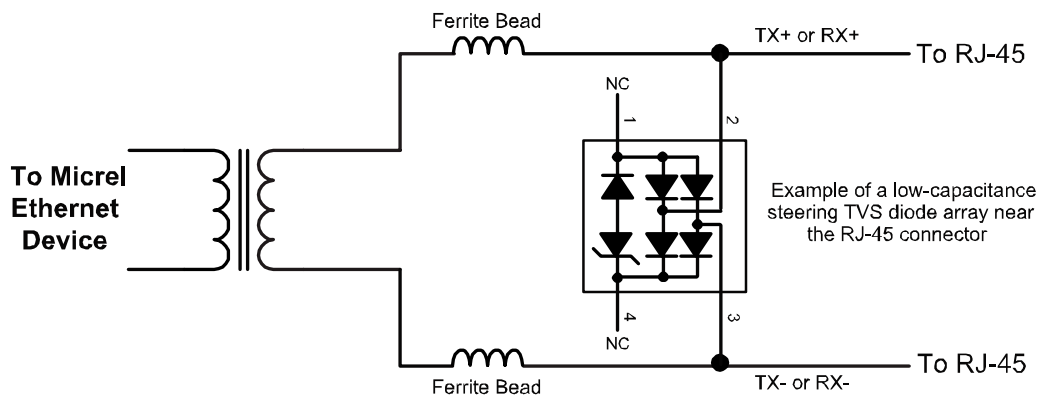 Ferrite Bead
TX+ or RX+
To RJ-45
NC
1
2
To Micrel
Ethernet
Device
Example of a low-capacitance
steering TVS diode array near
the RJ-45 connector
4
3
NC
To RJ-45
Ferrite Bead
TX- or RX-